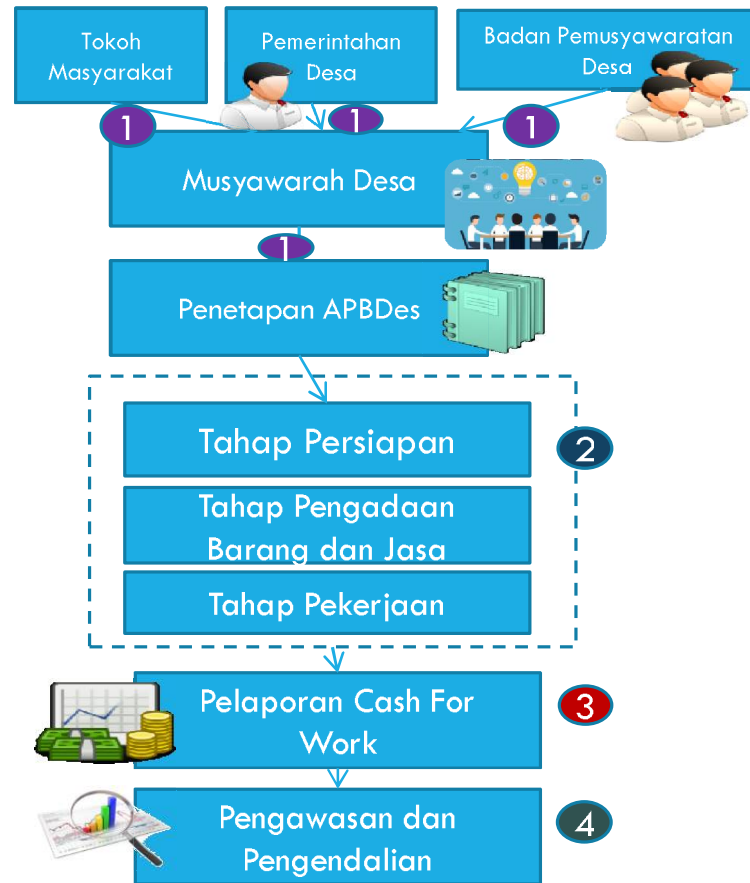 Tokoh
Masyarakat
Pemerintahan
Desa
Badan Pemusyawaratan
Desa
1
1
1
Musyawarah Desa
1
Penetapan APBDes
Tahap Persiapan
2
Tahap Pengadaan
Barang dan Jasa
Tahap Pekerjaan
Pelaporan Cash For
Work
3
Pengawasan dan
Pengendalian
4